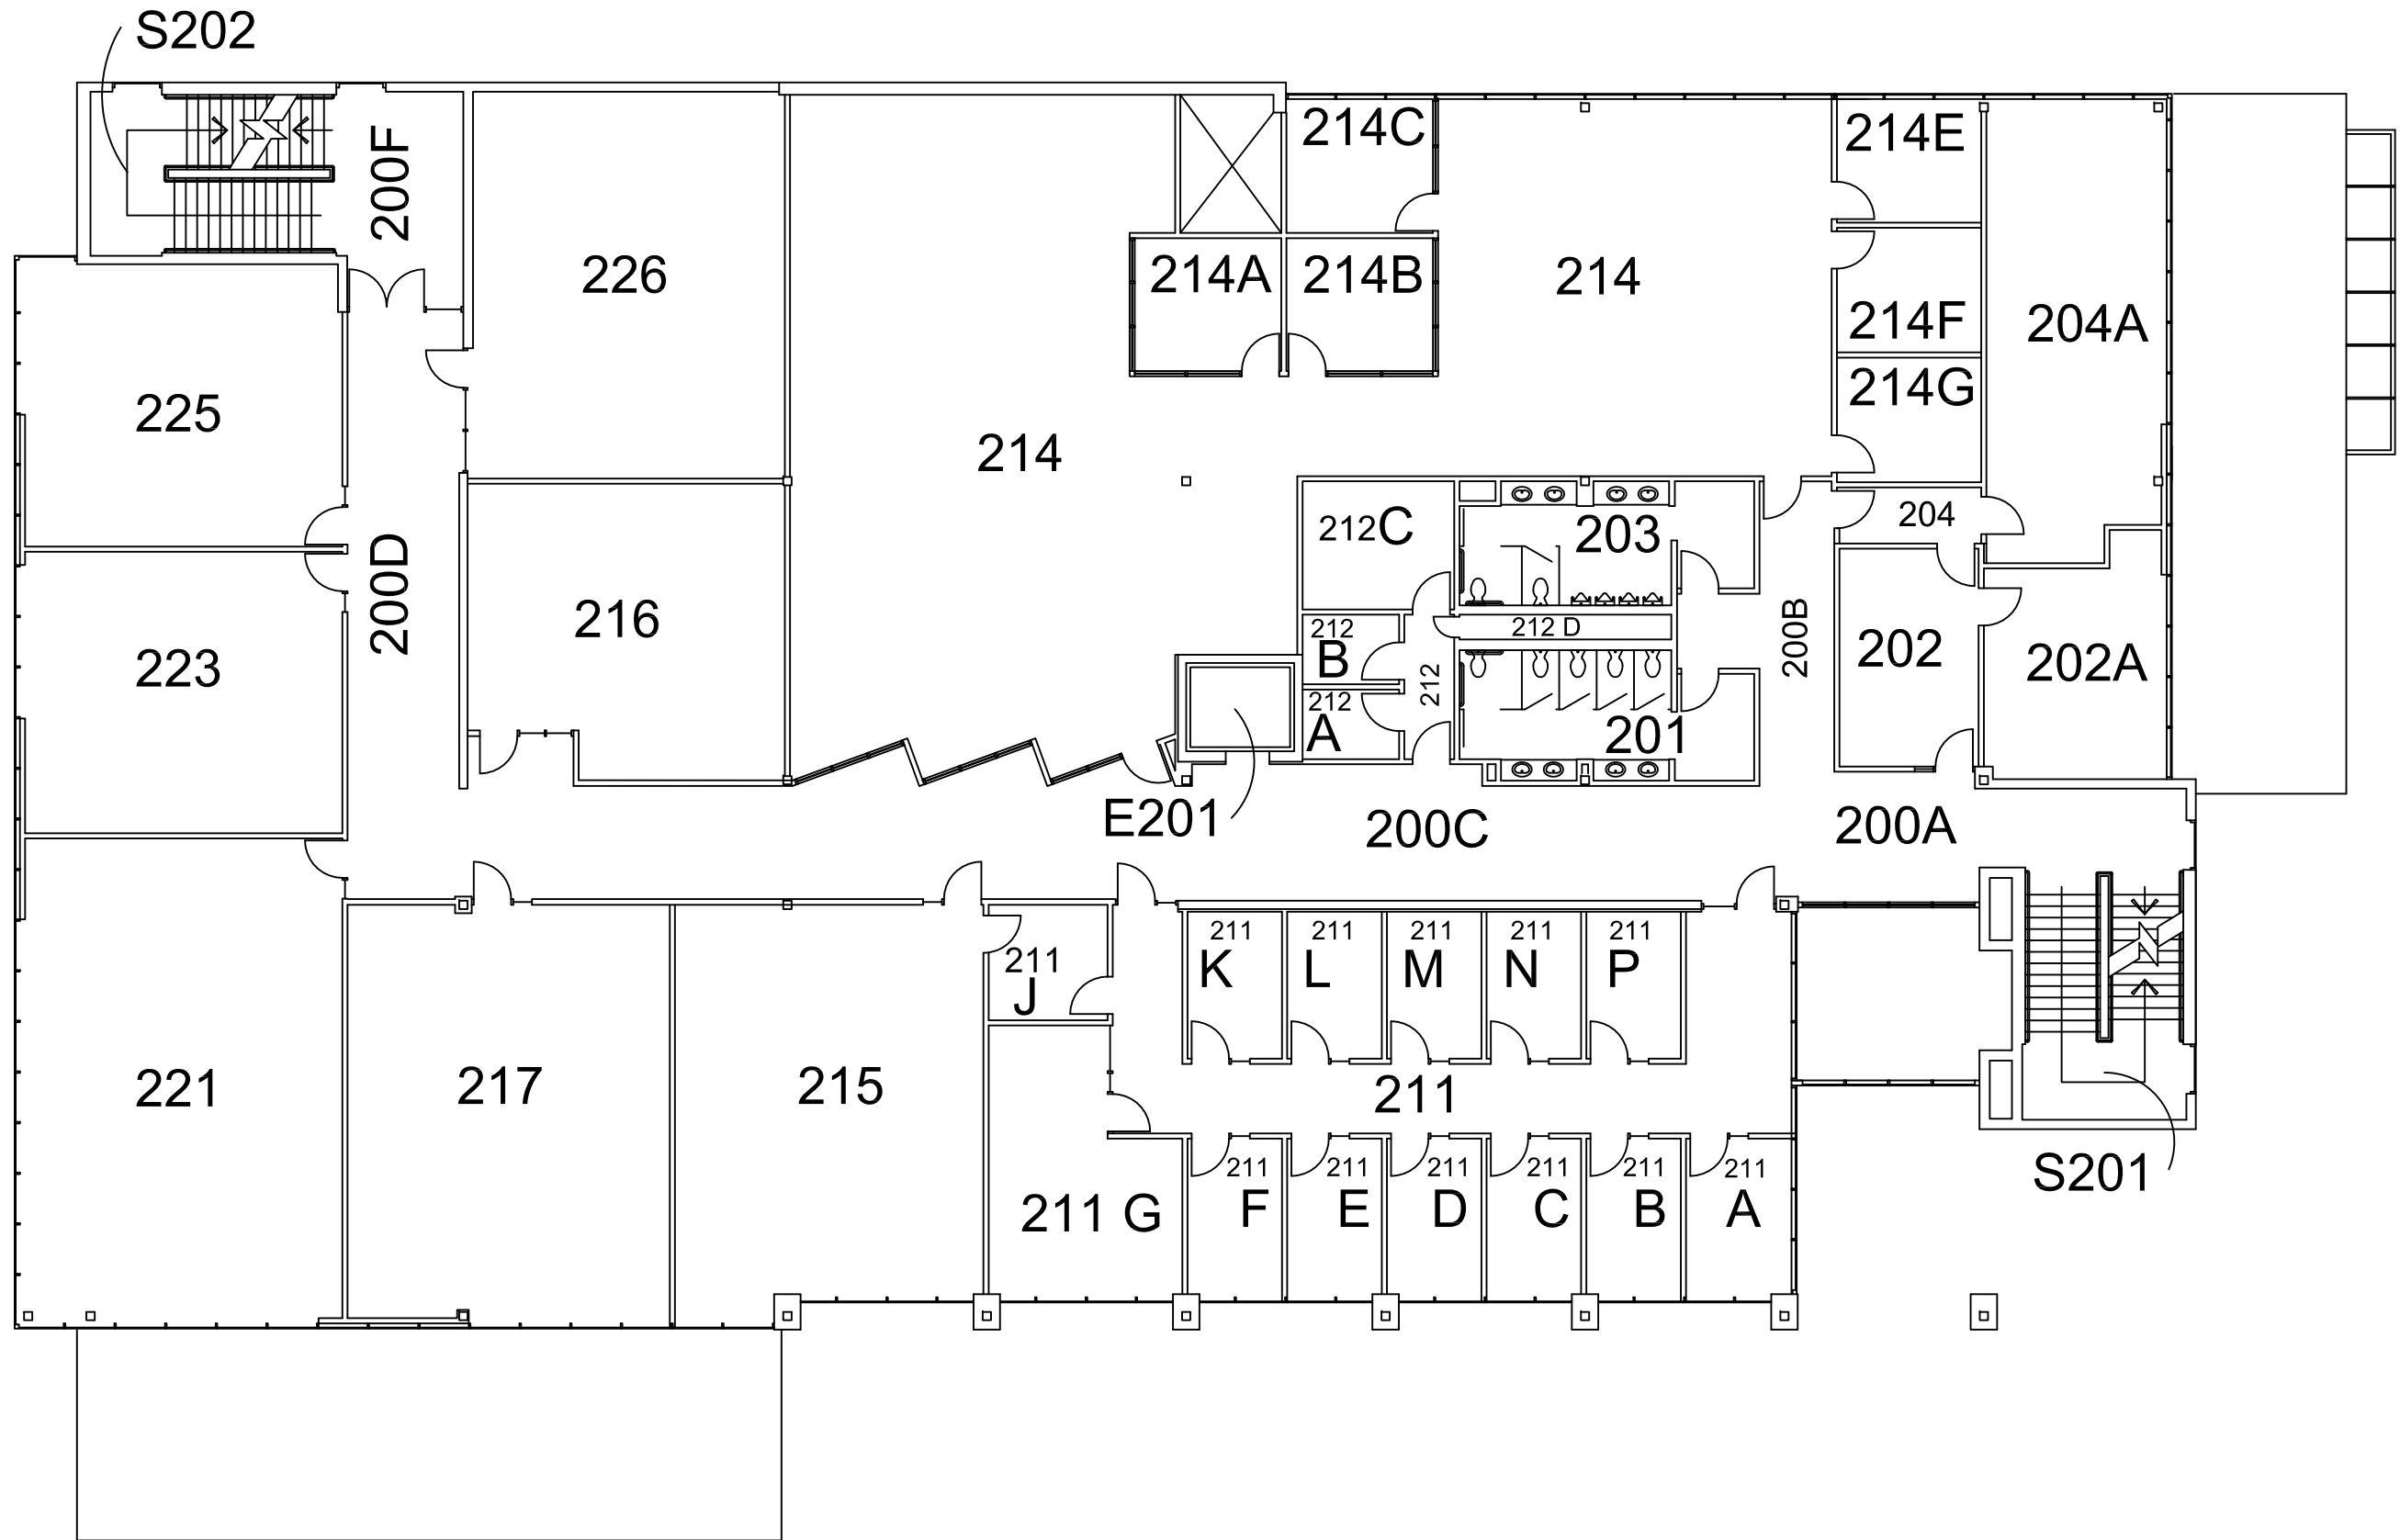 S202
200F
214C
214E
226
214A
214B
214
214F
204A
225
214G
214
212C
203
204
200D
216
212 B
212 D
200B
223
212
202
202A
212 A
201
E201
200C
200A
211 J
211 K
211 L
211 M
211 N
211 P
221
217
215
211
211 G
211 F
211 E
211 D
211 C
211 B
211 A
S201